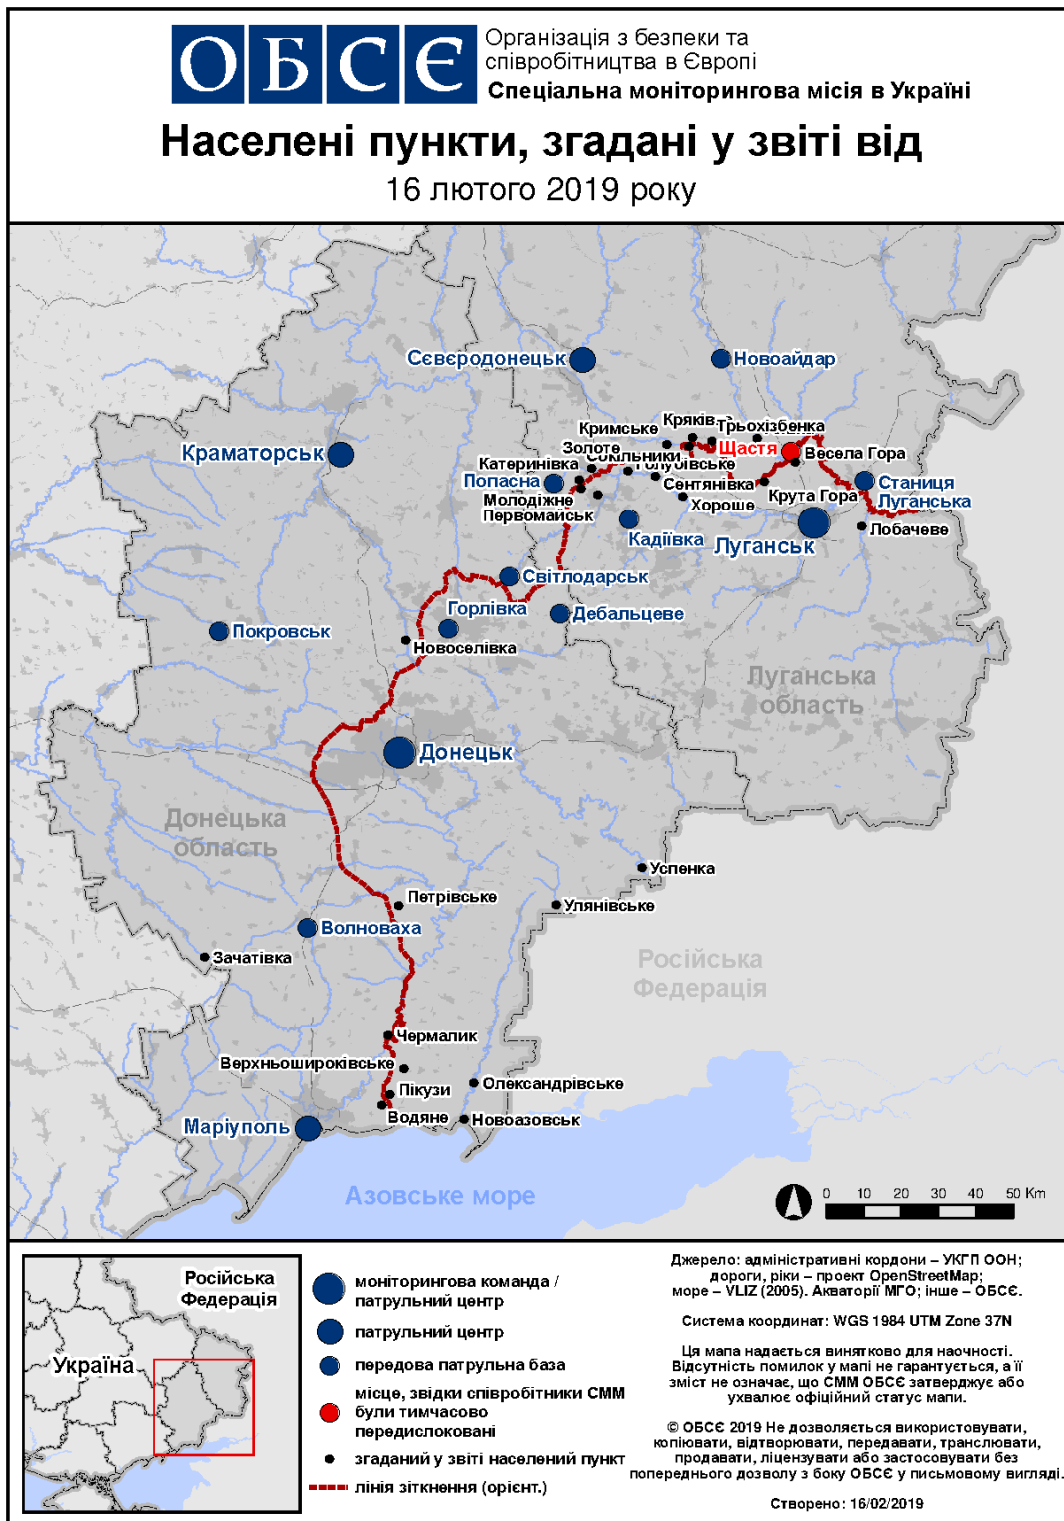 ОБСЄ
Організація з безпеки та
співробітництва в Європі
Спеціальна моніторингова місія в Україні
Населені пункти, згадані у звіті від
16 лютого 2019 року
Сєвєродонецьк
Новоайдар
Краматорськ
Кряків
Трьохізбенка
Кримське
Щастя
Золоте
Сокільники
Весела Гора
Катеринівка
Голубівське
Попасна
Сентянівка
Станиця
Луганська
Молодіжне
Крута Гора
Первомайськ
Хороше
Лобачеве
Кадіївка
Луганськ
Світлодарськ
Горлівка
Дебальцеве
Покровськ
Новоселівка
Луганська
область
Донецьк
Донецька
область
Успенка
Петрівське
Улянівське
Волноваха
Зачатівка
Російська
Федерація
Чермалик
Верхньошироківське
Олександрівське
Пікузи
Водяне
Новоазовськ
Маріуполь
Азовське море
0 10 20 30 40 50 Km
Російська
Федерація
Україна
моніторингова команда /
патрульний центр
патрульний центр
передова патрульна база
місце, звідки співробітники СММ
були тимчасово
передислоковані
згаданий у звіті населений пункт
лінія зіткнення (орієнт.)
Джерело: адміністративні кордони – УКГП ООН;
дороги, ріки – проект OpenStreetMap;
море – VLIZ (2005). Акваторії МГО; інше – ОБСЄ.
Система координат: WGS 1984 UTM Zone 37N
Ця мапа надається винятково для наочності.
Відсутність помилок у мапі не гарантується, а її
зміст не означає, що СММ ОБСЄ затверджує або
ухвалює офіційний статус мапи.
© ОБСЄ 2019 Не дозволяється використовувати,
копіювати, відтворювати, передавати, транслювати,
продавати, ліцензувати або застосовувати без
попереднього дозволу з боку ОБСЄ у письмовому вигляді.
Створено: 16/02/2019